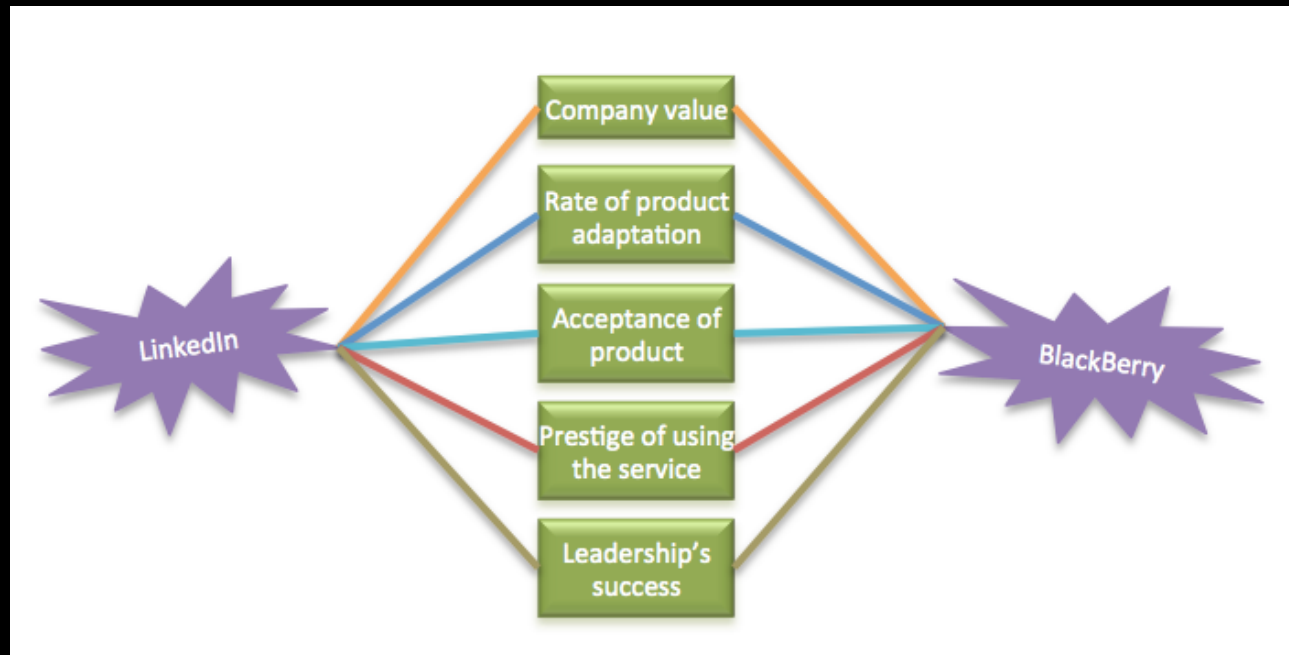 Company value
Rate of product
adaptation
LinkedIn
Acceptance of
product
BlackBerry
Prestige of using
the service
Leadership’s
success